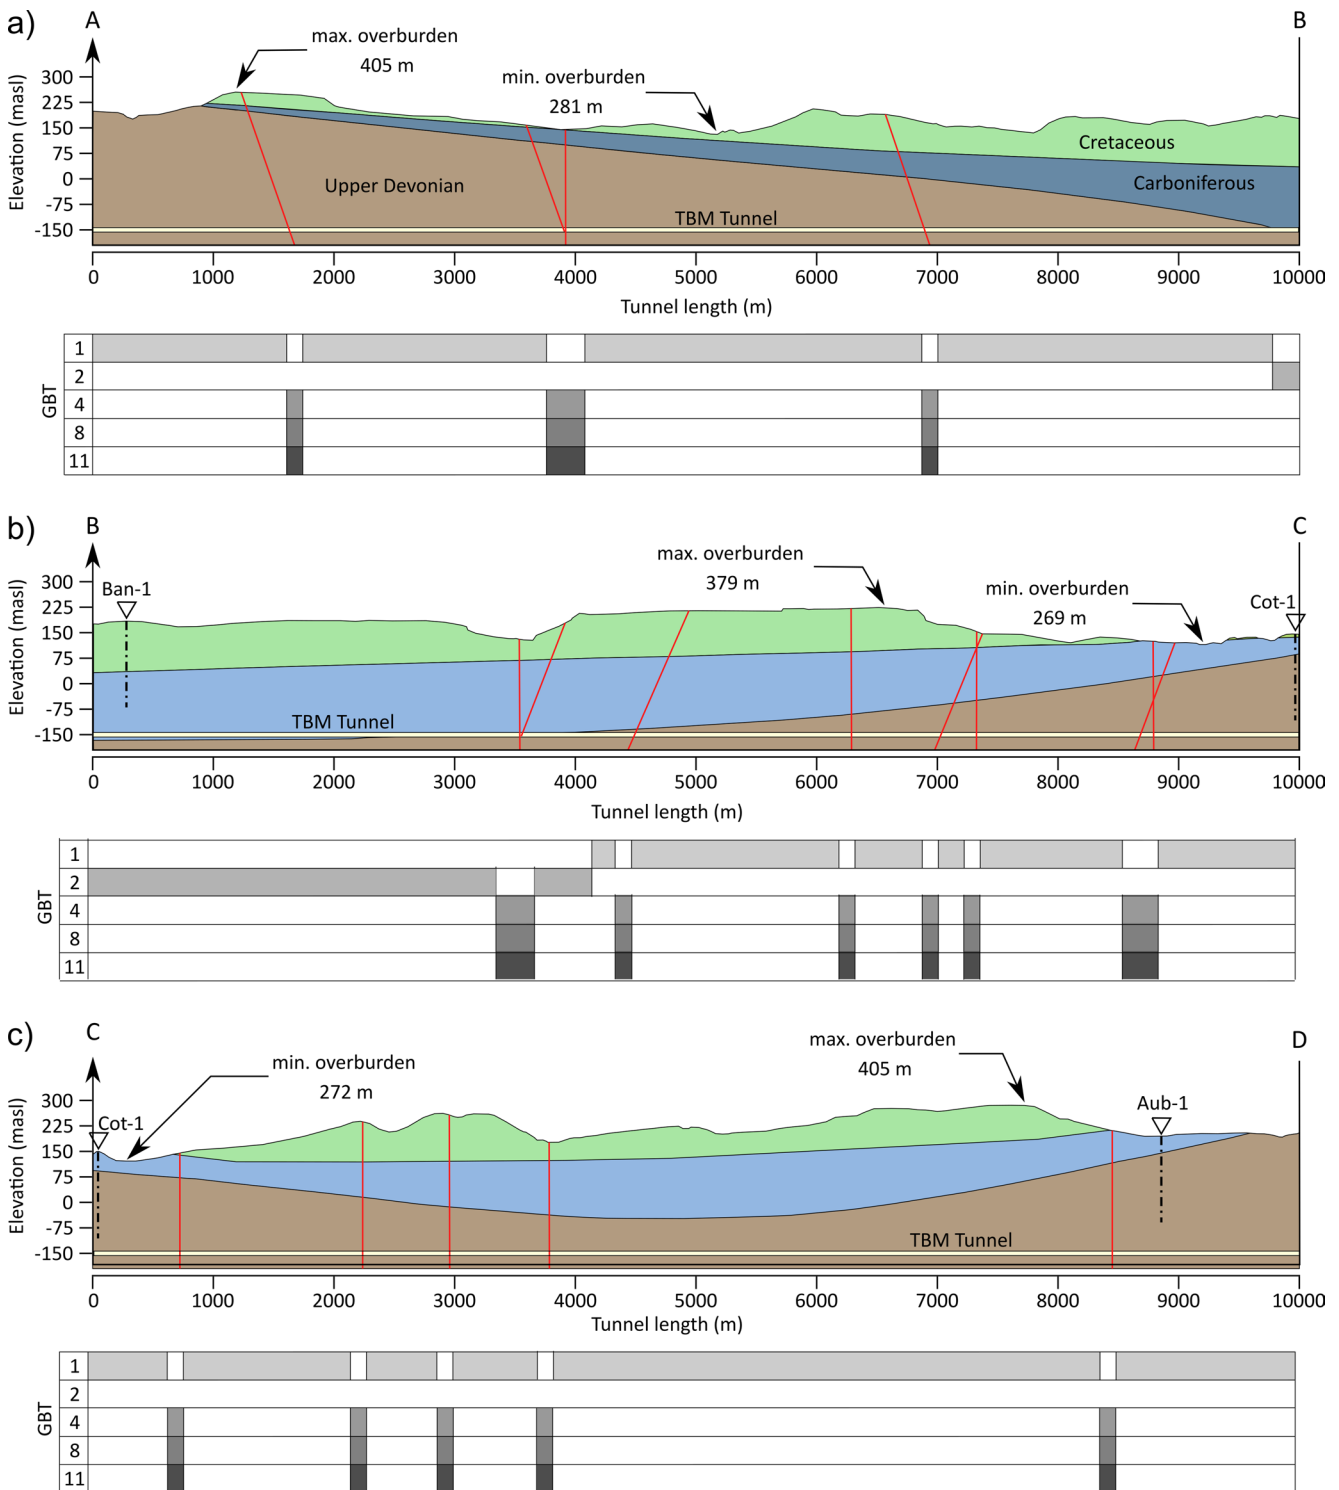 a)
A
B
max. overburden
405 m
min. overburden
281 m
Elevation (masl)
300
225
150
75
0
-75
-150
Cretaceous
Carboniferous
Upper Devonian
TBM Tunnel
0 1000 2000 3000 4000 5000 6000 7000 8000 9000 10000
Tunnel length (m)
GBT
1
2
4
8
11
b)
B
C
max. overburden
379 m
min. overburden
269 m
Ban-1
Cot-1
Elevation (masl)
300
225
150
75
0
-75
-150
TBM Tunnel
0 1000 2000 3000 4000 5000 6000 7000 8000 9000 10000
Tunnel length (m)
GBT
1
2
4
8
11
c)
C
D
min. overburden
272 m
max. overburden
405 m
Cot-1
Aub-1
Elevation (masl)
300
225
150
75
0
-75
-150
TBM Tunnel
0 1000 2000 3000 4000 5000 6000 7000 8000 9000 10000
Tunnel length (m)
GBT
1
2
4
8
11